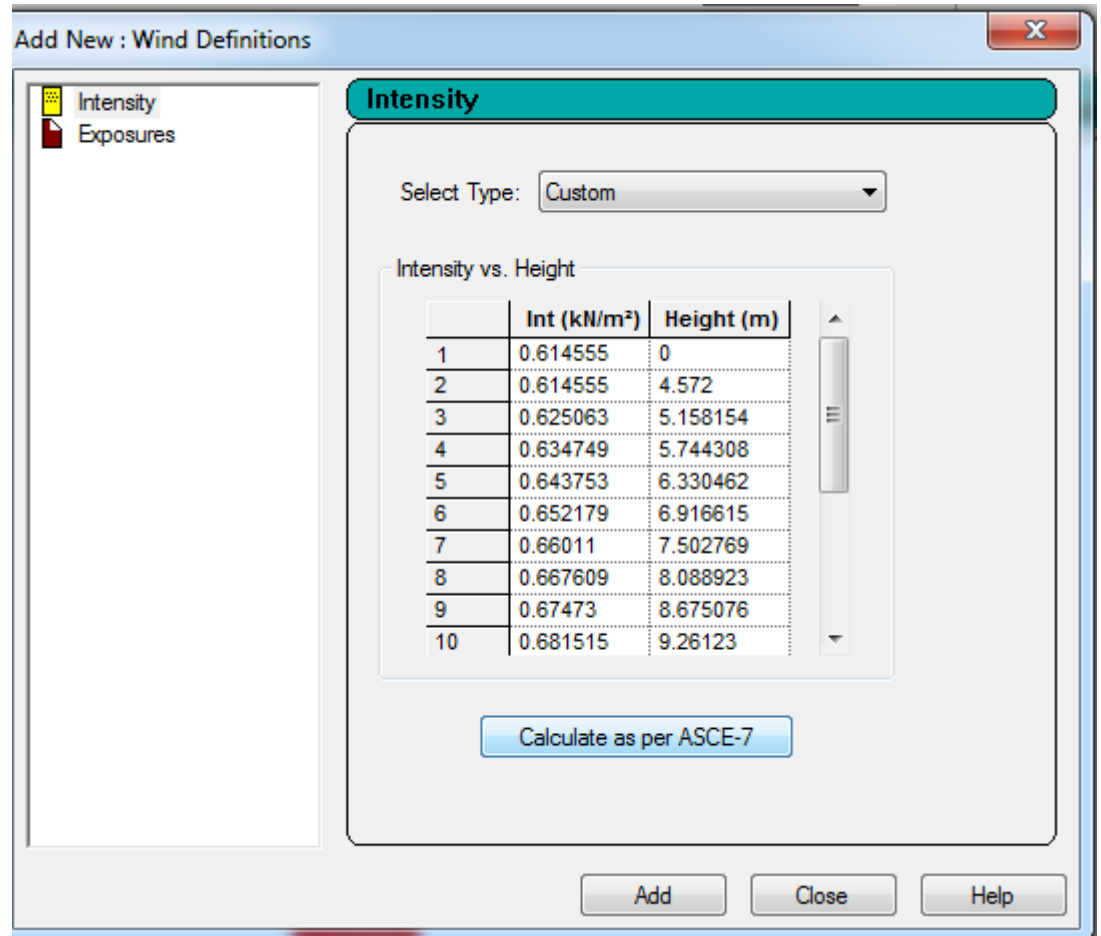 Add New : Wind Definitions
x
Intensity
Exposures
Intensity
Select Type: Custom
Intensity vs. Height
Int (kN/m²) Height (m)
1 0.614555 0
2 0.614555 4.572
3 0.625063 5.158154
4 0.634749 5.744308
5 0.643753 6.330462
6 0.652179 6.916615
7 0.66011 7.502769
8 0.667609 8.088923
9 0.67473 8.675076
10 0.681515 9.26123
Calculate as per ASCE-7
Add Close Help